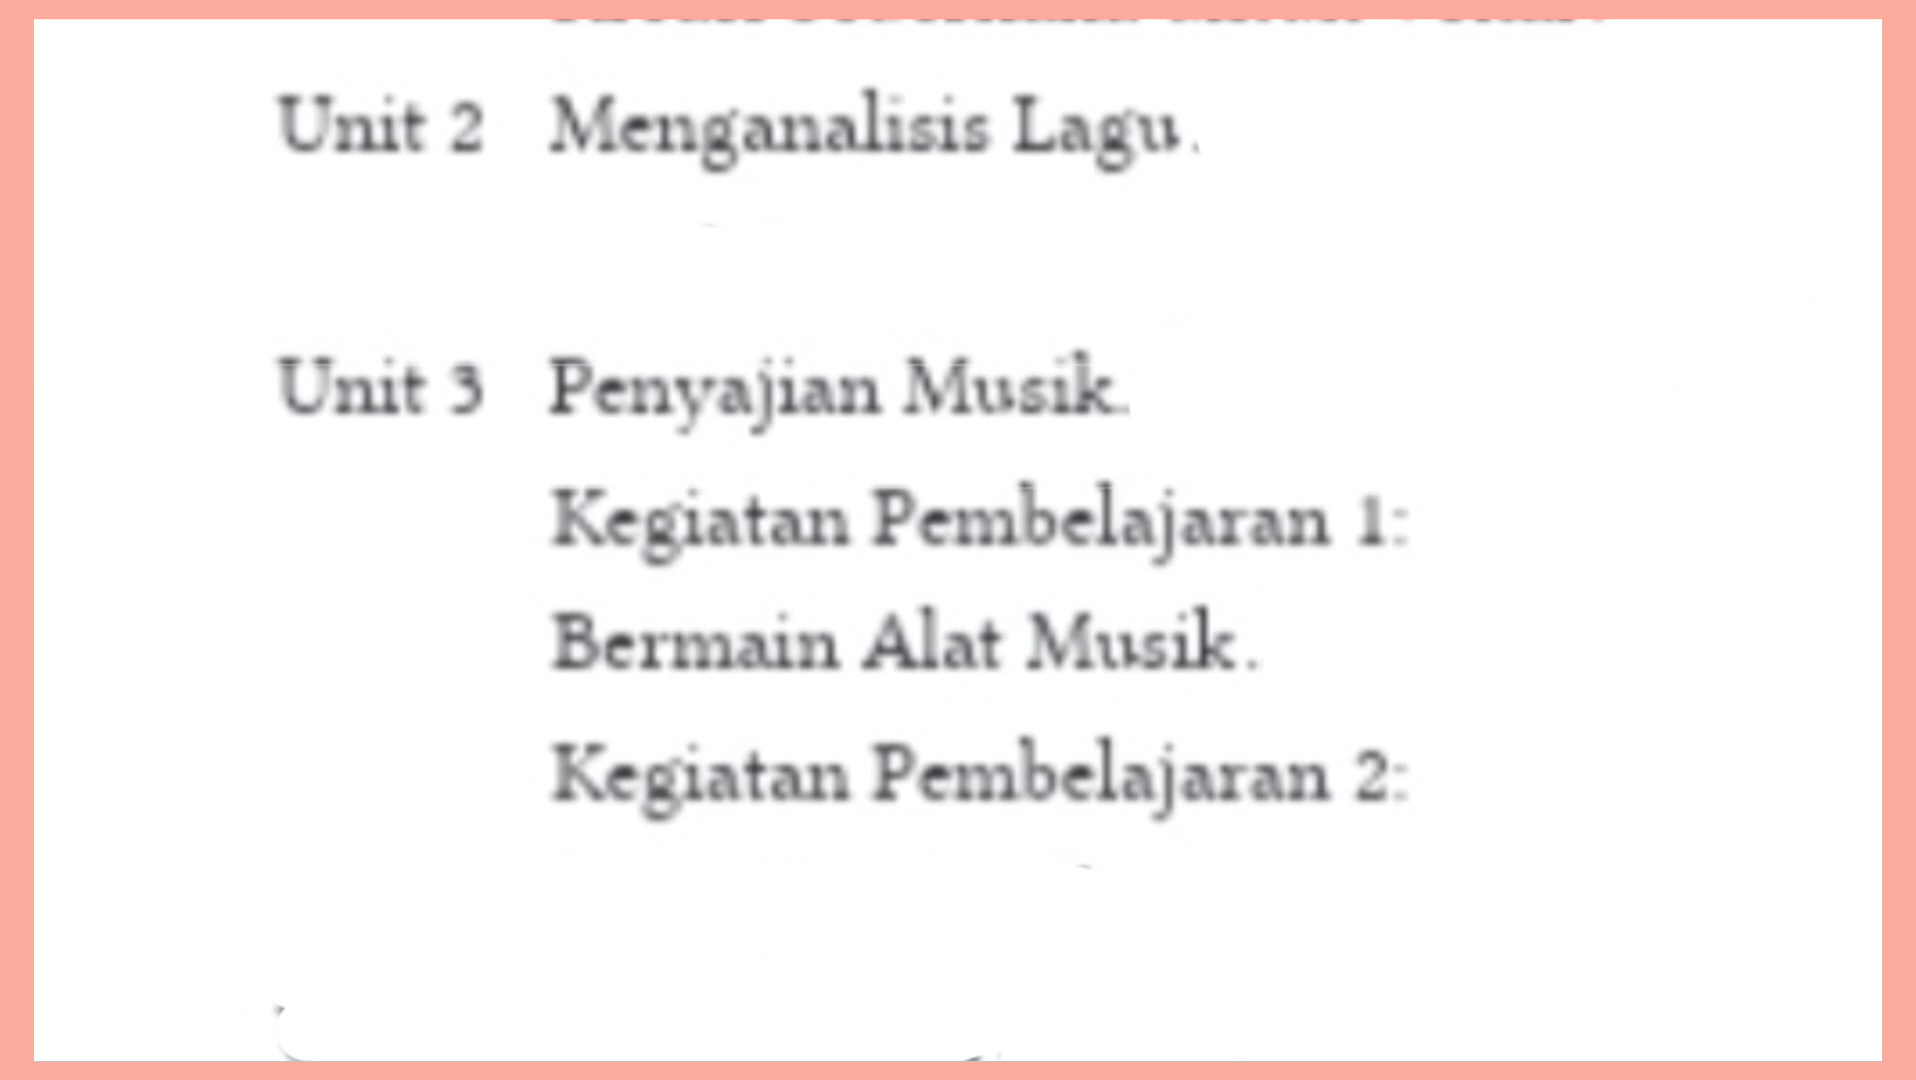 Unit 2 Menganalisis Lagu.
Unit 3 Penyajian Musik.
Kegiatan Pembelajaran 1:
Bermain Alat Musik.
Kegiatan Pembelajaran 2: